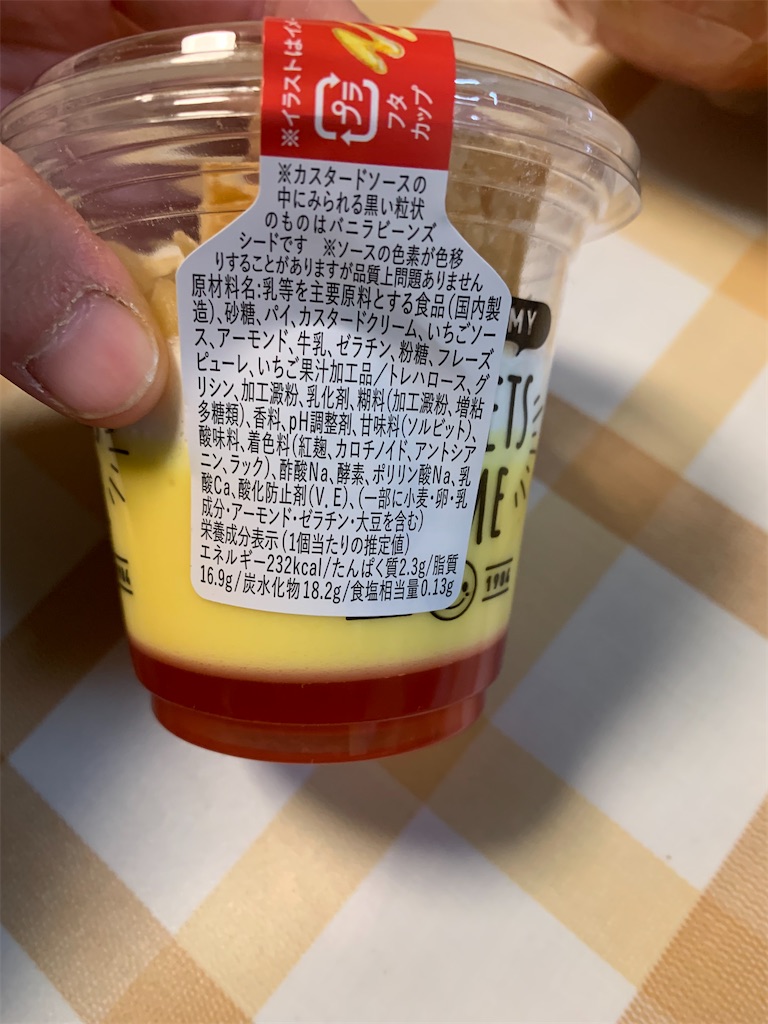 ※イラストはイメ
プラ
フタ
カップ
※カスタードソースの
中にみられる黒い粒状
のものはバニラビーンズ
シードです ※ソースの色素が色移
りすることがありますが品質上問題ありません
原材料名:乳等を主要原料とする食品(国内製
造)、砂糖、パイ、カスタードクリーム、いちごソー
ス、アーモンド、牛乳、ゼラチン、粉糖、フレーズ
ピューレ、いちご果汁加工品/トレハロース、グ
リシン、加工澱粉、乳化剤、糊料(加工澱粉、増粘
多糖類)、香料、pH調整剤、甘味料(ソルビット)、
酸味料、着色料(紅麹、カロチノイド、アントシア
ニン、ラック)、酢酸Na、酵素、ポリリン酸Na、乳
酸Ca、酸化防止剤(V.E)、(一部に小麦・卵・乳
成分・アーモンド・ゼラチン・大豆を含む)
栄養成分表示(1個当たりの推定値)
エネルギー232kcal/たんぱく質2.3g/脂質
16.9g/炭水化物18.2g/食塩相当量0.13g
MY
ETS
ME
1984